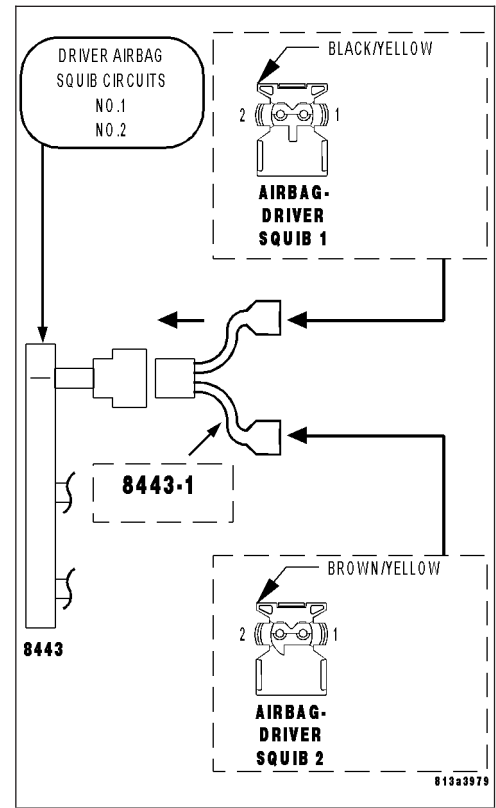 DRIVER AIRBAG
SQUIB CIRCUITS
NO.1
NO.2
BLACK/YELLOW
2 1
AIRBAG-
DRIVER
SQUIB 1
8443-1
8443
BROWN/YELLOW
2 1
AIRBAG-
DRIVER
SQUIB 2
813a3979